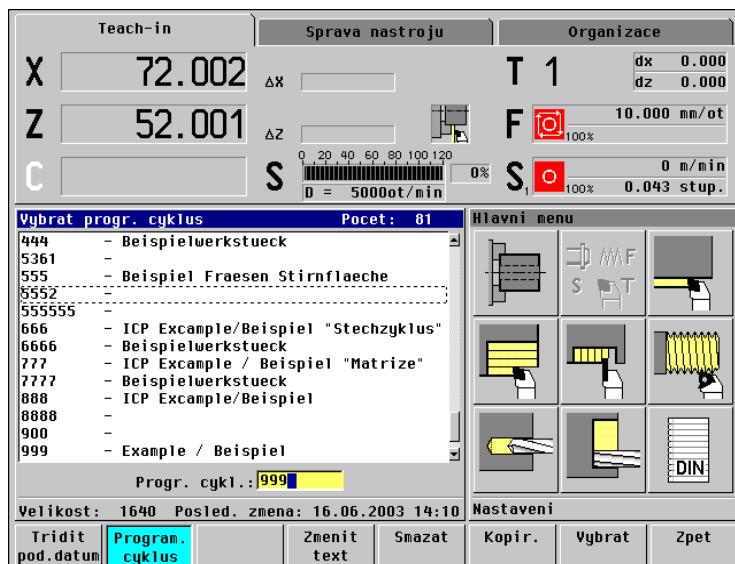 Teach-in Sprava nastroju Organizace
X 72.002 ΔX T 1 dx 0.000
dz 0.000
Z 52.001 ΔZ F 100% 10.000 mm/ot
C S 0 20 40 60 80 100 120 0% S1 100% 0 m/min
D = 5000ot/min 0.043 stup.
Vybrat progr. cyklus Pocet: 81 Hlavni menu
444 - Beispielwerkstueck
5361 -
555 - Beispiel Fraesen Stirnflaeche
5552 -
555555 -
666 - ICP Excample/Beispiel "Stechzyklus"
6666 - Beispielwerkstueck
777 - ICP Excample / Beispiel "Matrize"
7777 - Beispielwerkstueck
888 - ICP Excample/Beispiel
8888 -
900 -
999 - Example / Beispiel
F
S T
DIN
Progr. cykl.: 999
Velikost: 1640 Posled. zmena: 16.06.2003 14:10 Nastaveni
Tridit Program. Zmenit Smazat Kopir. Vybrat Zpet
pod.datum cyklus text